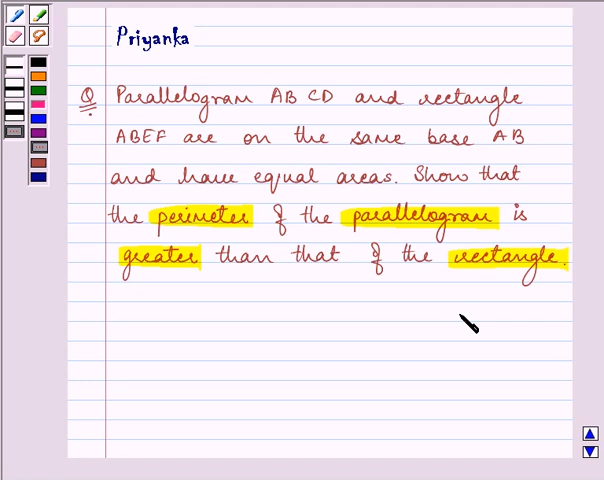 Priyanka
Q Parallelogram ABCD and rectangle
ABEF are on the same base AB
and have equal areas. Show that
the perimeter of the parallelogram is
greater than that of the rectangle.